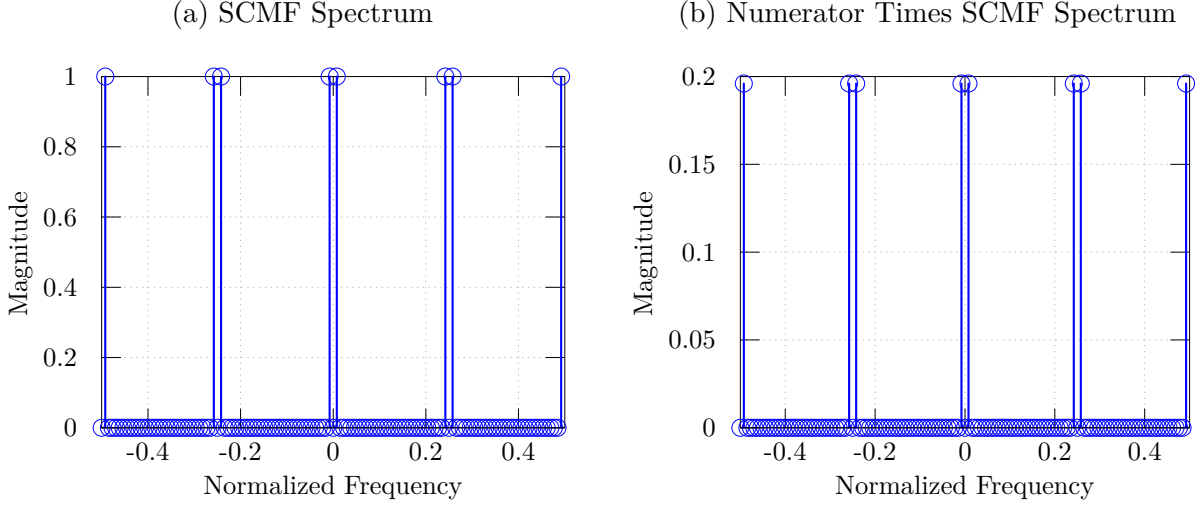 (a) SCMF Spectrum
1
0.8
0.6
0.4
0.2
0
Magnitude
-0.4 -0.2 0 0.2 0.4
Normalized Frequency
(b) Numerator Times SCMF Spectrum
0.2
0.15
0.1
0.05
0
Magnitude
-0.4 -0.2 0 0.2 0.4
Normalized Frequency